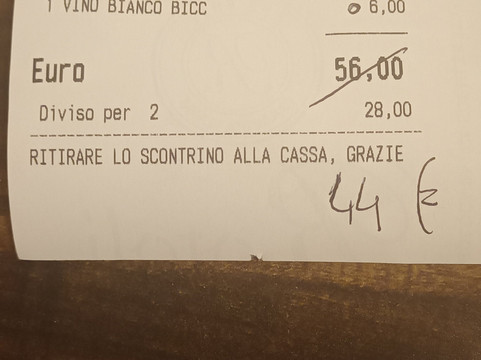 1 VINO BIANCO BICC 6,00
Euro 56,00
Diviso per 2 28,00
RITIRARE LO SCONTRINO ALLA CASSA, GRAZIE
44 €